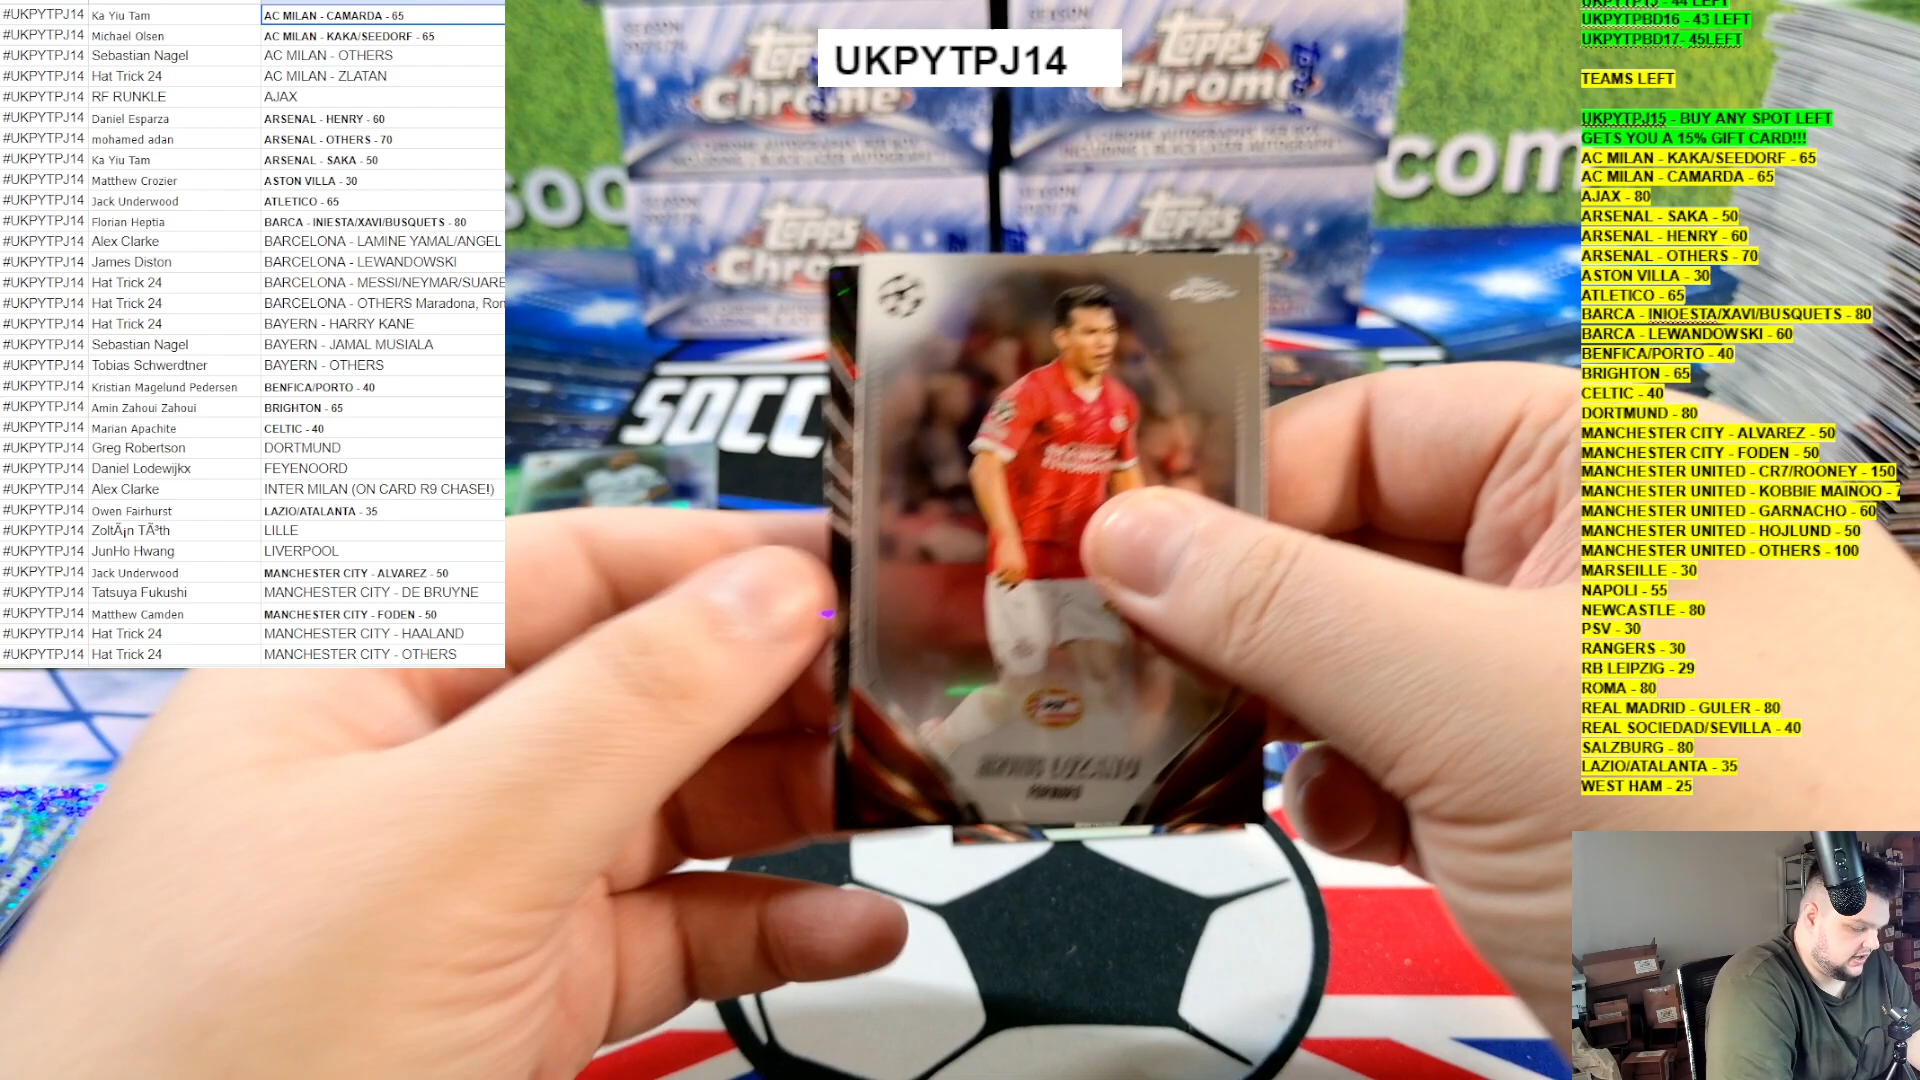 #UKPYTPJ14 Ka Yiu Tam AC MILAN - CAMARDA - 65
#UKPYTPJ14 Michael Olsen AC MILAN - KAKA/SEEDORF - 65
#UKPYTPJ14 Sebastian Nagel AC MILAN - OTHERS
#UKPYTPJ14 Hat Trick 24 AC MILAN - ZLATAN
#UKPYTPJ14 RF RUNKLE AJAX
#UKPYTPJ14 Daniel Esparza ARSENAL - HENRY - 60
#UKPYTPJ14 mohamed adan ARSENAL - OTHERS - 70
#UKPYTPJ14 Ka Yiu Tam ARSENAL - SAKA - 50
#UKPYTPJ14 Matthew Crozier ASTON VILLA - 30
#UKPYTPJ14 Jack Underwood ATLETICO - 65
#UKPYTPJ14 Florian Heptia BARCA - INIESTA/XAVI/BUSQUETS - 80
#UKPYTPJ14 Alex Clarke BARCELONA - LAMINE YAMAL/ANGEL
#UKPYTPJ14 James Diston BARCELONA - LEWANDOWSKI
#UKPYTPJ14 Hat Trick 24 BARCELONA - MESSI/NEYMAR/SUARE
#UKPYTPJ14 Hat Trick 24 BARCELONA - OTHERS Maradona, Ron
#UKPYTPJ14 Hat Trick 24 BAYERN - HARRY KANE
#UKPYTPJ14 Sebastian Nagel BAYERN - JAMAL MUSIALA
#UKPYTPJ14 Tobias Schwerdtner BAYERN - OTHERS
#UKPYTPJ14 Kristian Magelund Pedersen BENFICA/PORTO - 40
#UKPYTPJ14 Amin Zahoui Zahoui BRIGHTON - 65
#UKPYTPJ14 Marian Apachite CELTIC - 40
#UKPYTPJ14 Greg Robertson DORTMUND
#UKPYTPJ14 Daniel Lodewijkx FEYENOORD
#UKPYTPJ14 Alex Clarke INTER MILAN (ON CARD R9 CHASE!)
#UKPYTPJ14 Owen Fairhurst LAZIO/ATALANTA - 35
#UKPYTPJ14 ZoltÃ¡n TÃ³th LILLE
#UKPYTPJ14 JunHo Hwang LIVERPOOL
#UKPYTPJ14 Jack Underwood MANCHESTER CITY - ALVAREZ - 50
#UKPYTPJ14 Tatsuya Fukushi MANCHESTER CITY - DE BRUYNE
#UKPYTPJ14 Matthew Camden MANCHESTER CITY - FODEN - 50
#UKPYTPJ14 Hat Trick 24 MANCHESTER CITY - HAALAND
#UKPYTPJ14 Hat Trick 24 MANCHESTER CITY - OTHERS
UKPYTPJ14
Topps Chrome
Topps Chrome
Topps
Topps
com
SOCC
PSV
LOZANO
UKPYTPBD16 - 43 LEFT
UKPYTPBD17- 45LEFT
TEAMS LEFT
UKPYTPJ15 - BUY ANY SPOT LEFT
GETS YOU A 15% GIFT CARD!!!
AC MILAN - KAKA/SEEDORF - 65
AC MILAN - CAMARDA - 65
AJAX - 80
ARSENAL - SAKA - 50
ARSENAL - HENRY - 60
ARSENAL - OTHERS - 70
ASTON VILLA - 30
ATLETICO - 65
BARCA - INIOESTA/XAVI/BUSQUETS - 80
BARCA - LEWANDOWSKI - 60
BENFICA/PORTO - 40
BRIGHTON - 65
CELTIC - 40
DORTMUND - 80
MANCHESTER CITY - ALVAREZ - 50
MANCHESTER CITY - FODEN - 50
MANCHESTER UNITED - CR7/ROONEY - 150
MANCHESTER UNITED - KOBBIE MAINOO - 7
MANCHESTER UNITED - GARNACHO - 60
MANCHESTER UNITED - HOJLUND - 50
MANCHESTER UNITED - OTHERS - 100
MARSEILLE - 30
NAPOLI - 55
NEWCASTLE - 80
PSV - 30
RANGERS - 30
RB LEIPZIG - 29
ROMA - 80
REAL MADRID - GULER - 80
REAL SOCIEDAD/SEVILLA - 40
SALZBURG - 80
LAZIO/ATALANTA - 35
WEST HAM - 25